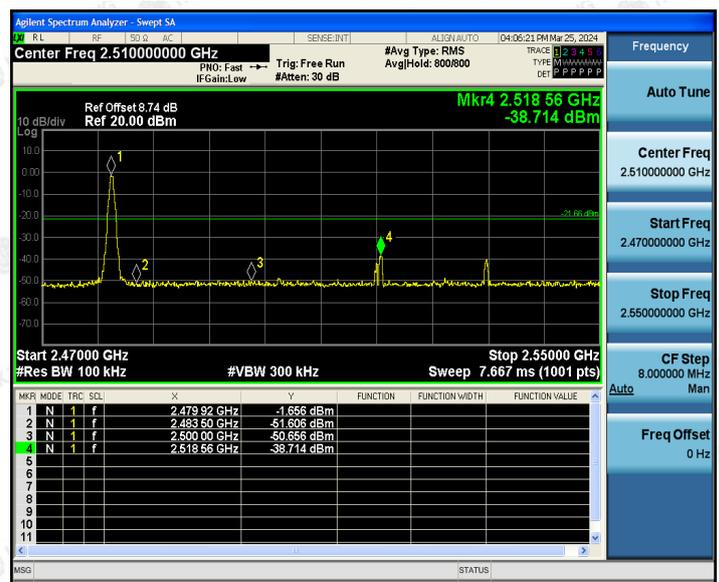 Agilent Spectrum Analyzer - Swept SA
LXI RL RF 50 Ω AC SENSE:INT ALIGN AUTO 04:06:21 PM Mar 25, 2024
Center Freq 2.510000000 GHz
PNO: Fast
IFGain:Low
Trig: Free Run
#Atten: 30 dB
#Avg Type: RMS
Avg|Hold: 800/800
TRACE 1 2 3 4 5 6
TYPE M W W W W W
DET P P P P P P
Ref Offset 8.74 dB
10 dB/div Ref 20.00 dBm
Log
Mkr4 2.518 56 GHz
-38.714 dBm
10.0
0.00
-10.0
-20.0
-30.0
-40.0
-50.0
-60.0
-70.0
1
2
3
4
-21.66 dBm
Start 2.47000 GHz Stop 2.55000 GHz
#Res BW 100 kHz #VBW 300 kHz Sweep 7.667 ms (1001 pts)
MKR MODE TRC SCL X Y FUNCTION FUNCTION WIDTH FUNCTION VALUE
1 N 1 f 2.479 92 GHz -1.656 dBm
2 N 1 f 2.483 50 GHz -51.606 dBm
3 N 1 f 2.500 00 GHz -50.656 dBm
4 N 1 f 2.518 56 GHz -38.714 dBm
5
6
7
8
9
10
11
MSG STATUS
Frequency
Auto Tune
Center Freq
2.510000000 GHz
Start Freq
2.470000000 GHz
Stop Freq
2.550000000 GHz
CF Step
8.000000 MHz
Auto Man
Freq Offset
0 Hz